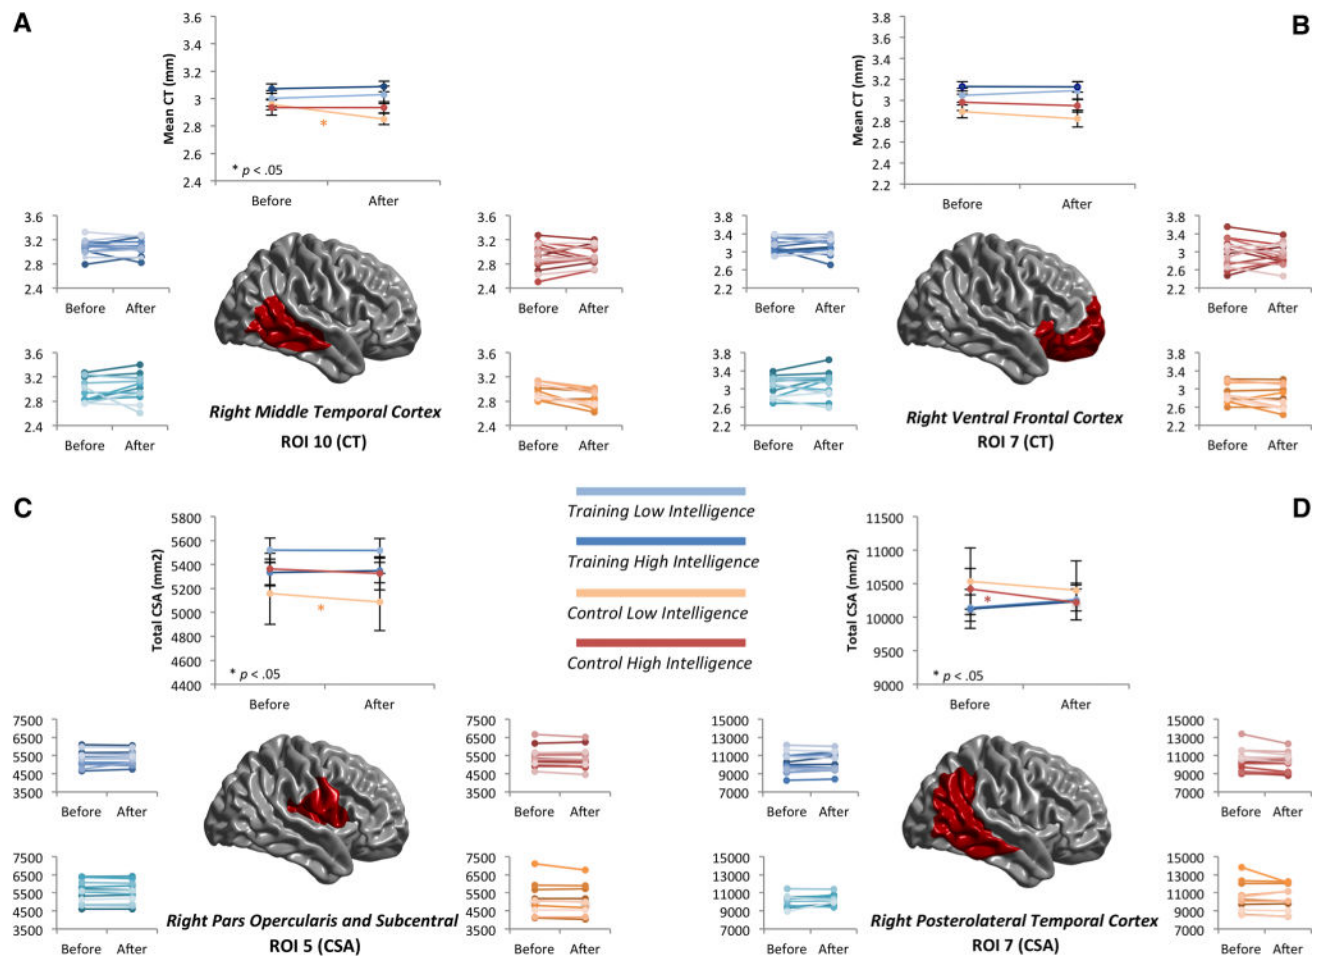 A
3.6
3.4
3.2
3
2.8
2.6
2.4
Mean CT (mm)
*
* p < .05
Before
After
3.6
3.2
2.8
2.4
Before After
3.6
3.2
2.8
2.4
Before After
3.6
3.2
2.8
2.4
Before After
3.6
3.2
2.8
2.4
Before After
Right Middle Temporal Cortex
ROI 10 (CT)
B
3.8
3.6
3.4
3.2
3
2.8
2.6
2.4
2.2
Mean CT (mm)
Before
After
3.8
3.4
3
2.6
2.2
Before After
3.8
3.4
3
2.6
2.2
Before After
3.8
3.4
3
2.6
2.2
Before After
3.8
3.4
3
2.6
2.2
Before After
Right Ventral Frontal Cortex
ROI 7 (CT)
Training Low Intelligence
Training High Intelligence
Control Low Intelligence
Control High Intelligence
C
5800
5600
5400
5200
5000
4800
4600
4400
Total CSA (mm2)
*
* p < .05
Before
After
7500
6500
5500
4500
3500
Before After
7500
6500
5500
4500
3500
Before After
7500
6500
5500
4500
3500
Before After
7500
6500
5500
4500
3500
Before After
Right Pars Opercularis and Subcentral
ROI 5 (CSA)
D
11500
11000
10500
10000
9500
9000
Total CSA (mm2)
*
* p < .05
Before
After
15000
13000
11000
9000
7000
Before After
15000
13000
11000
9000
7000
Before After
15000
13000
11000
9000
7000
Before After
15000
13000
11000
9000
7000
Before After
Right Posterolateral Temporal Cortex
ROI 7 (CSA)